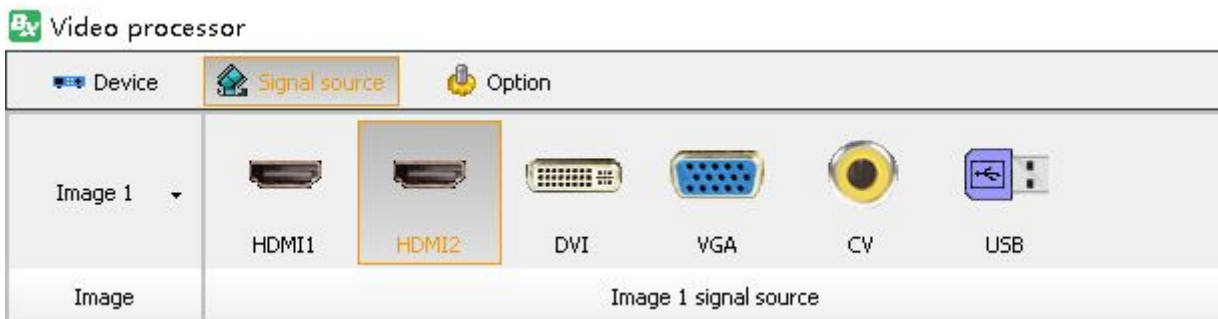 BX Video processor
Device Signal source Option
Image 1
HDMI1 HDMI2 DVI VGA CV USB
Image Image 1 signal source